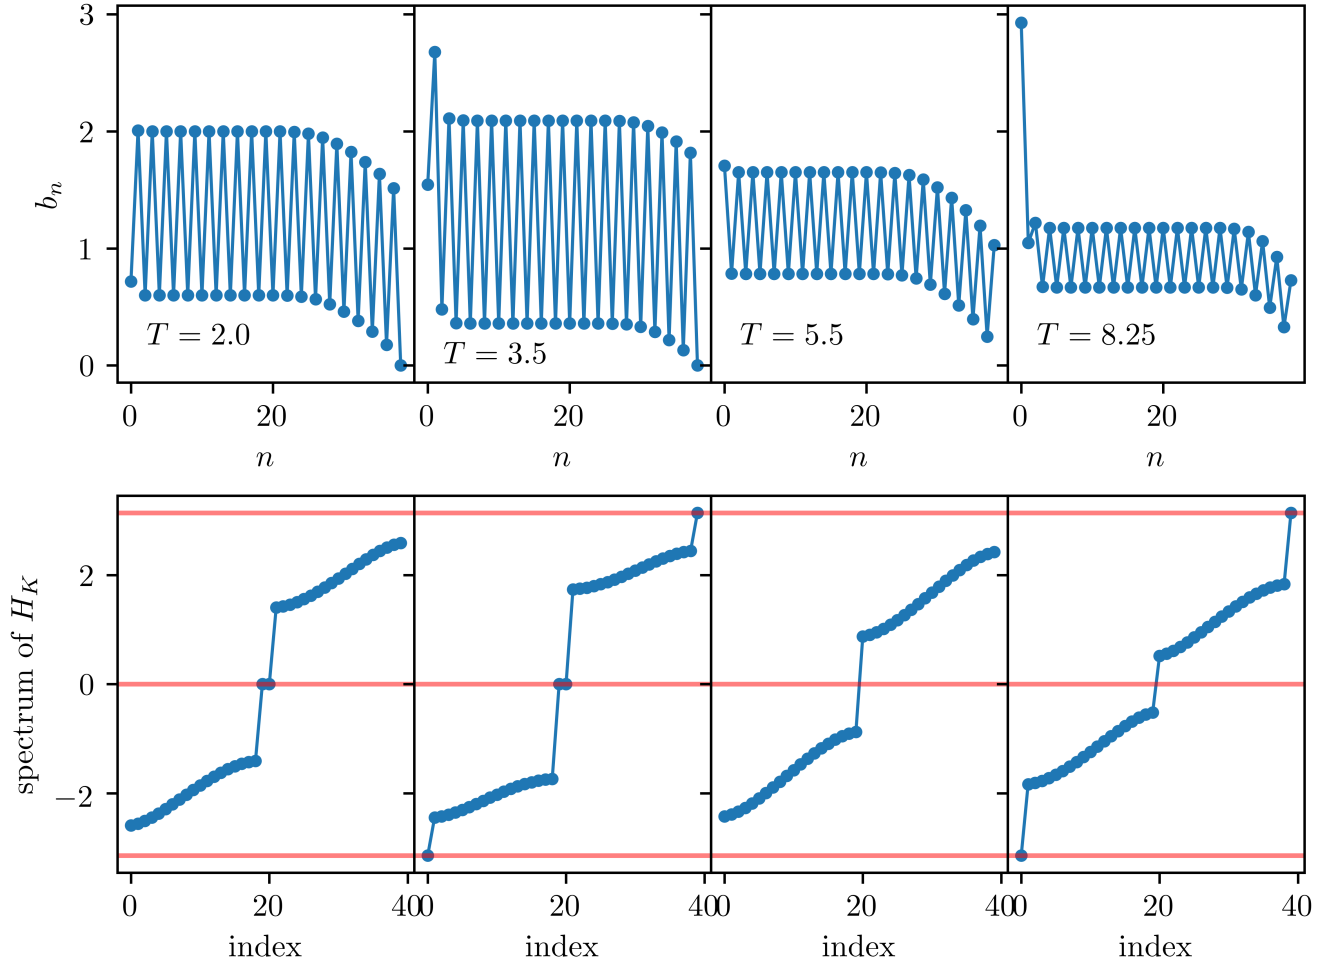 3
2
1
0
b_n
T = 2.0
T = 3.5
T = 5.5
T = 8.25
0 20 0 20 0 20 0 20
n n n n
2
0
−2
spectrum of H_K
0 20 40 0 20 40 0 20 40 0 20 40
index index index index